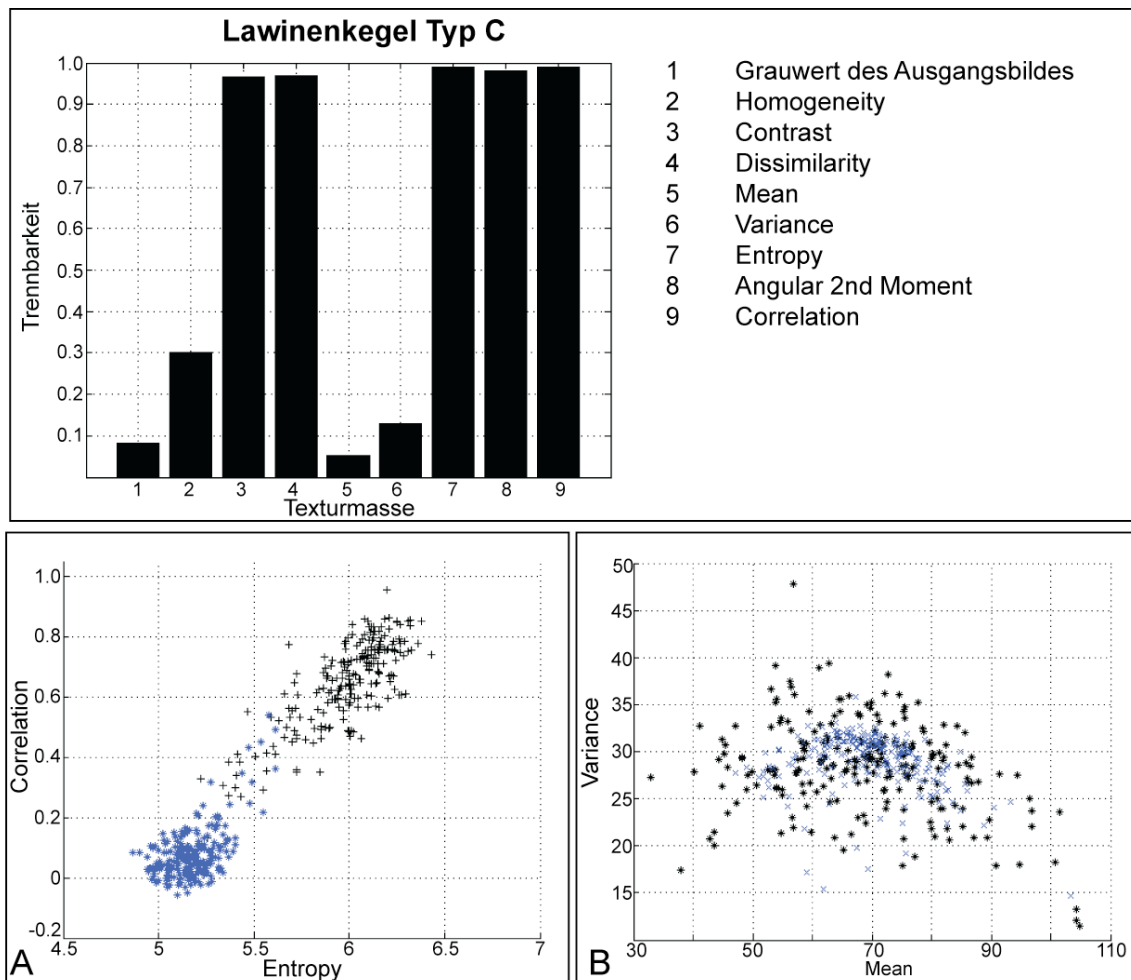 Lawinenkegel Typ C
Trennbarkeit
1.0
0.9
0.8
0.7
0.6
0.5
0.4
0.3
0.2
0.1
1 2 3 4 5 6 7 8 9
Texturmasse
1 Grauwert des Ausgangsbildes
2 Homogeneity
3 Contrast
4 Dissimilarity
5 Mean
6 Variance
7 Entropy
8 Angular 2nd Moment
9 Correlation
Correlation
1.0
0.8
0.6
0.4
0.2
0
-0.2
4.5 5 5.5 6 6.5 7
A
Entropy
Variance
50
45
40
35
30
25
20
15
30 50 70 90 110
B
Mean